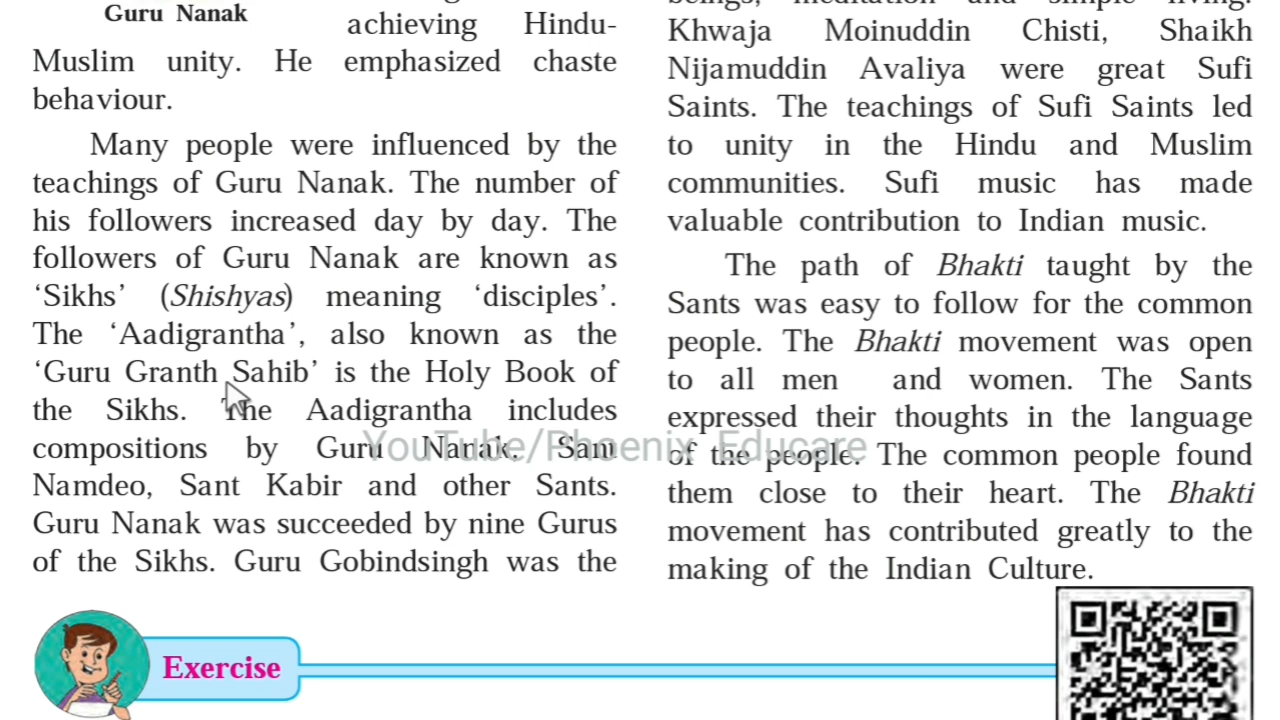 Guru Nanak
achieving Hindu-
Muslim unity. He emphasized chaste
behaviour.
Many people were influenced by the
teachings of Guru Nanak. The number of
his followers increased day by day. The
followers of Guru Nanak are known as
‘Sikhs’ (Shishyas) meaning ‘disciples’.
The ‘Aadigrantha’, also known as the
‘Guru Granth Sahib’ is the Holy Book of
the Sikhs. The Aadigrantha includes
compositions by Guru Nanak, Sant
Namdeo, Sant Kabir and other Sants.
Guru Nanak was succeeded by nine Gurus
of the Sikhs. Guru Gobindsingh was the
beings, meditation and simple living.
Khwaja Moinuddin Chisti, Shaikh
Nijamuddin Avaliya were great Sufi
Saints. The teachings of Sufi Saints led
to unity in the Hindu and Muslim
communities. Sufi music has made
valuable contribution to Indian music.
The path of Bhakti taught by the
Sants was easy to follow for the common
people. The Bhakti movement was open
to all men and women. The Sants
expressed their thoughts in the language
of the people. The common people found
them close to their heart. The Bhakti
movement has contributed greatly to the
making of the Indian Culture.
YouTube/Phoenix Educare
Exercise